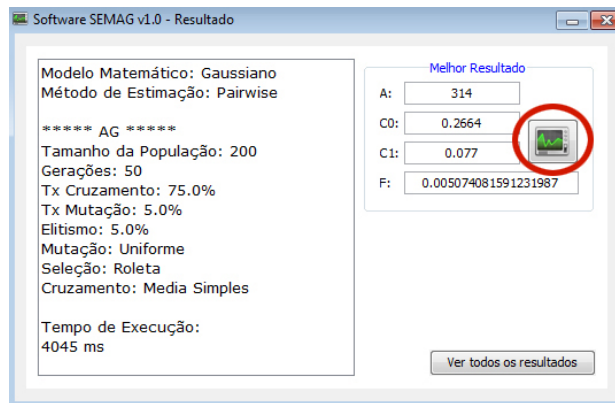 Software SEMAG v1.0 - Resultado
Modelo Matemático: Gaussiano
Método de Estimação: Pairwise
***** AG *****
Tamanho da População: 200
Gerações: 50
Tx Cruzamento: 75.0%
Tx Mutação: 5.0%
Elitismo: 5.0%
Mutação: Uniforme
Seleção: Roleta
Cruzamento: Media Simples
Tempo de Execução:
4045 ms
Melhor Resultado
A: 314
C0: 0.2664
C1: 0.077
F: 0.005074081591231987
Ver todos os resultados